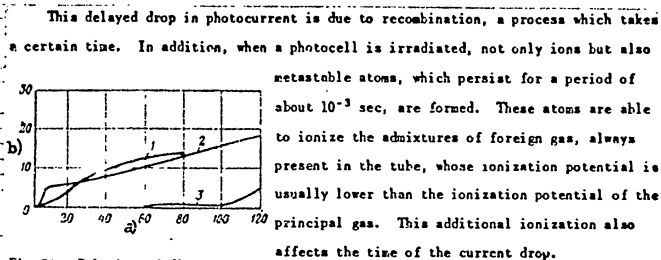 This delayed drop in photocurrent is due to recombination, a process which takes
a certain time. In addition, when a photocell is irradiated, not only ions but also
metastable atoms, which persist for a period of
about 10⁻³ sec, are formed. These atoms are able
to ionize the admixtures of foreign gas, always
present in the tube, whose ionization potential is
usually lower than the ionization potential of the
principal gas. This additional ionization also
affects the time of the current drop.
30
20
b)
10
0
1
2
3
20 40 60 80 100 120
a)